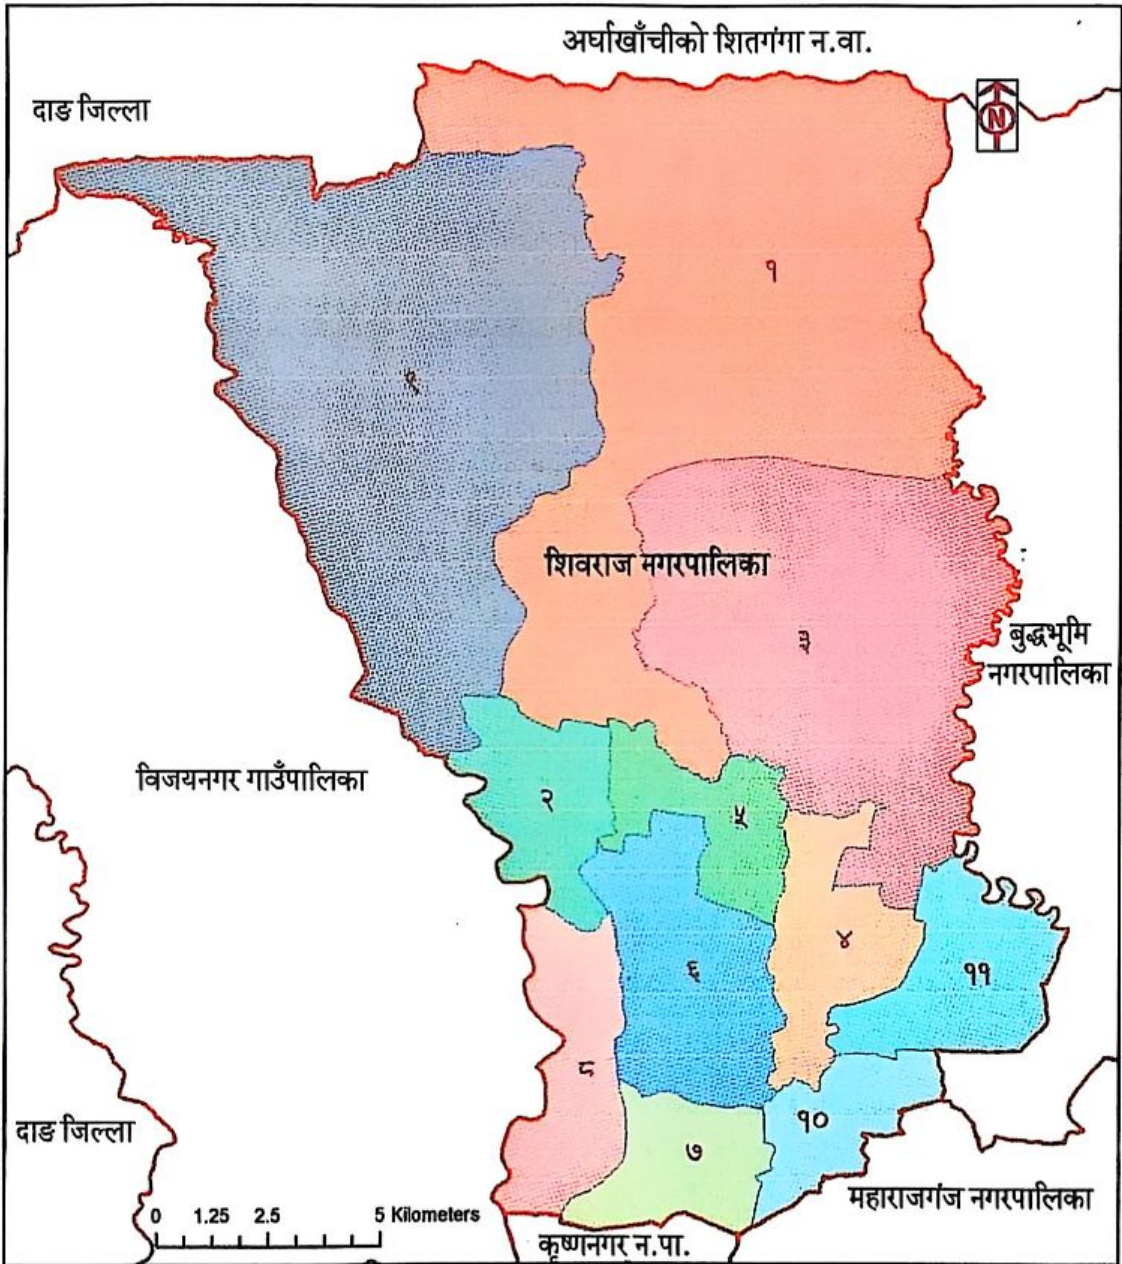 अर्घाखाँचीको शितगंगा न.वा.
दाङ जिल्ला
N
१
९
शिवराज नगरपालिका
३
बुद्धभूमि
नगरपालिका
विजयनगर गाउँपालिका
२
५
४
६
११
८
१०
७
दाङ जिल्ला
महाराजगंज नगरपालिका
0 1.25 2.5 5 Kilometers
कृष्णनगर न.पा.